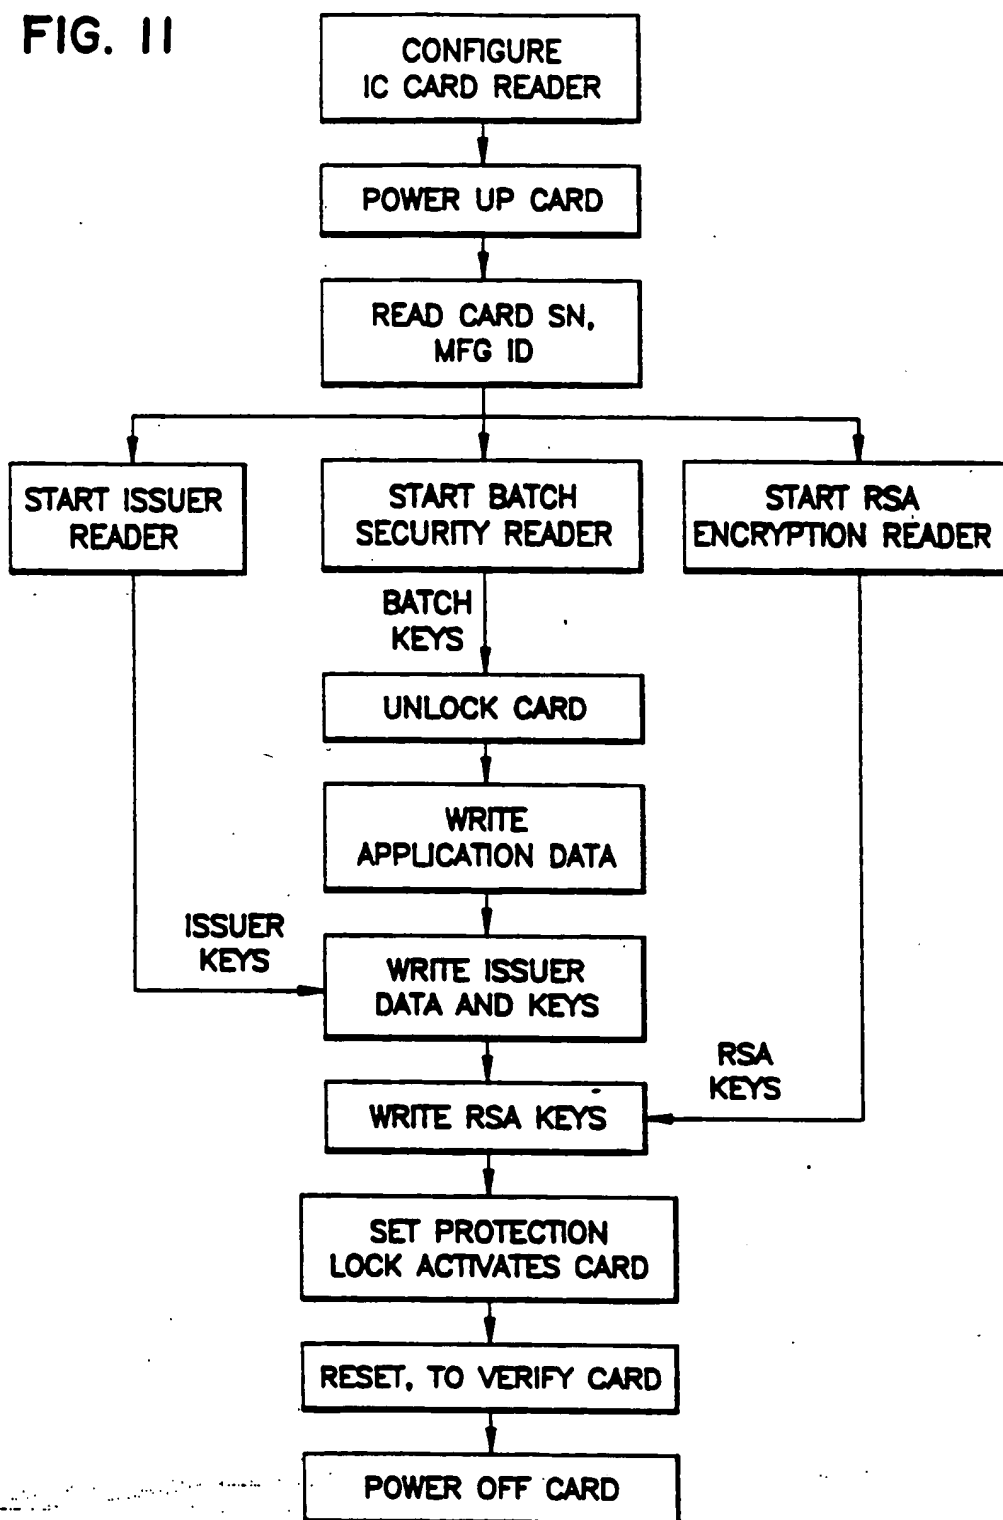 FIG. 11
CONFIGURE
IC CARD READER
POWER UP CARD
READ CARD SN,
MFG ID
START ISSUER
READER
START BATCH
SECURITY READER
START RSA
ENCRYPTION READER
BATCH
KEYS
UNLOCK CARD
WRITE
APPLICATION DATA
ISSUER
KEYS
WRITE ISSUER
DATA AND KEYS
RSA
KEYS
WRITE RSA KEYS
SET PROTECTION
LOCK ACTIVATES CARD
RESET, TO VERIFY CARD
POWER OFF CARD